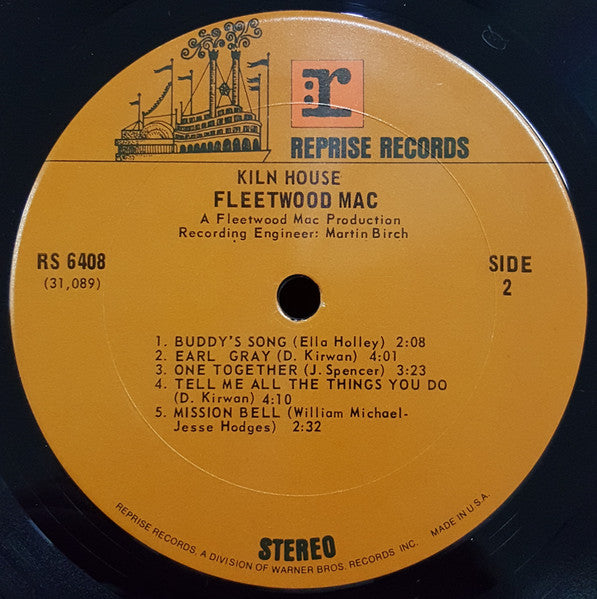 :r
REPRISE RECORDS
KILN HOUSE
FLEETWOOD MAC
A Fleetwood Mac Production
Recording Engineer: Martin Birch
RS 6408
(31,089)
SIDE
2
1. BUDDY'S SONG (Ella Holley) 2:08
2. EARL GRAY (D. Kirwan) 4:01
3. ONE TOGETHER (J. Spencer) 3:23
4. TELL ME ALL THE THINGS YOU DO
(D. Kirwan) 4:10
5. MISSION BELL (William Michael-
Jesse Hodges) 2:32
STEREO
REPRISE RECORDS, A DIVISION OF WARNER BROS. RECORDS INC. MADE IN U.S.A.